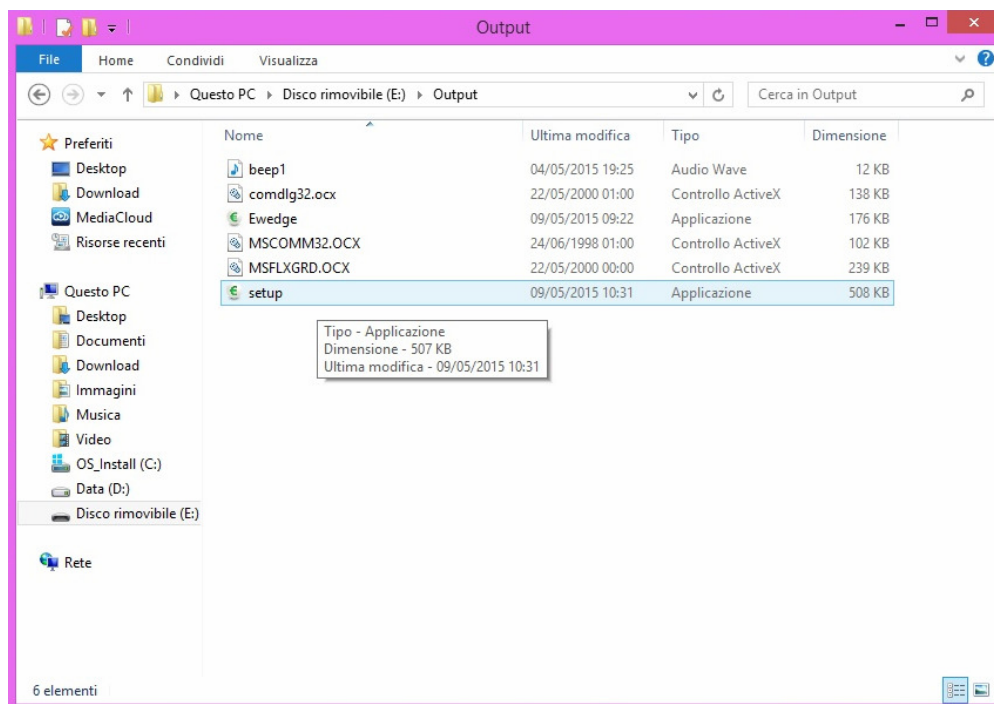 Output
File Home Condividi Visualizza
Questo PC Disco rimovibile (E:) Output
Cerca in Output
Preferiti
Desktop
Download
MediaCloud
Risorse recenti
Questo PC
Desktop
Documenti
Download
Immagini
Musica
Video
OS_Install (C:)
Data (D:)
Disco rimovibile (E:)
Rete
Nome Ultima modifica Tipo Dimensione
beep1 04/05/2015 19:25 Audio Wave 12 KB
comdlg32.ocx 22/05/2000 01:00 Controllo ActiveX 138 KB
Ewedge 09/05/2015 09:22 Applicazione 176 KB
MSCOMM32.OCX 24/06/1998 01:00 Controllo ActiveX 102 KB
MSFLXGRD.OCX 22/05/2000 00:00 Controllo ActiveX 239 KB
setup 09/05/2015 10:31 Applicazione 508 KB
Tipo - Applicazione
Dimensione - 507 KB
Ultima modifica - 09/05/2015 10:31
6 elementi